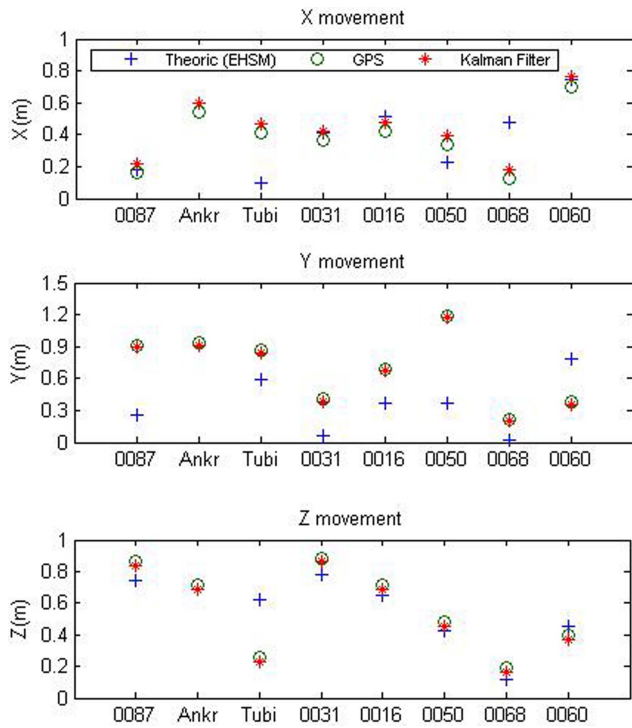 X movement
1
0.8
0.6
0.4
0.2
0
X(m)
Theoric (EHSM) GPS Kalman Filter
0087 Ankr Tubi 0031 0016 0050 0068 0060
Y movement
1.5
1.2
0.9
0.6
0.3
0
Y(m)
0087 Ankr Tubi 0031 0016 0050 0068 0060
Z movement
1
0.8
0.6
0.4
0.2
0
Z(m)
0087 Ankr Tubi 0031 0016 0050 0068 0060